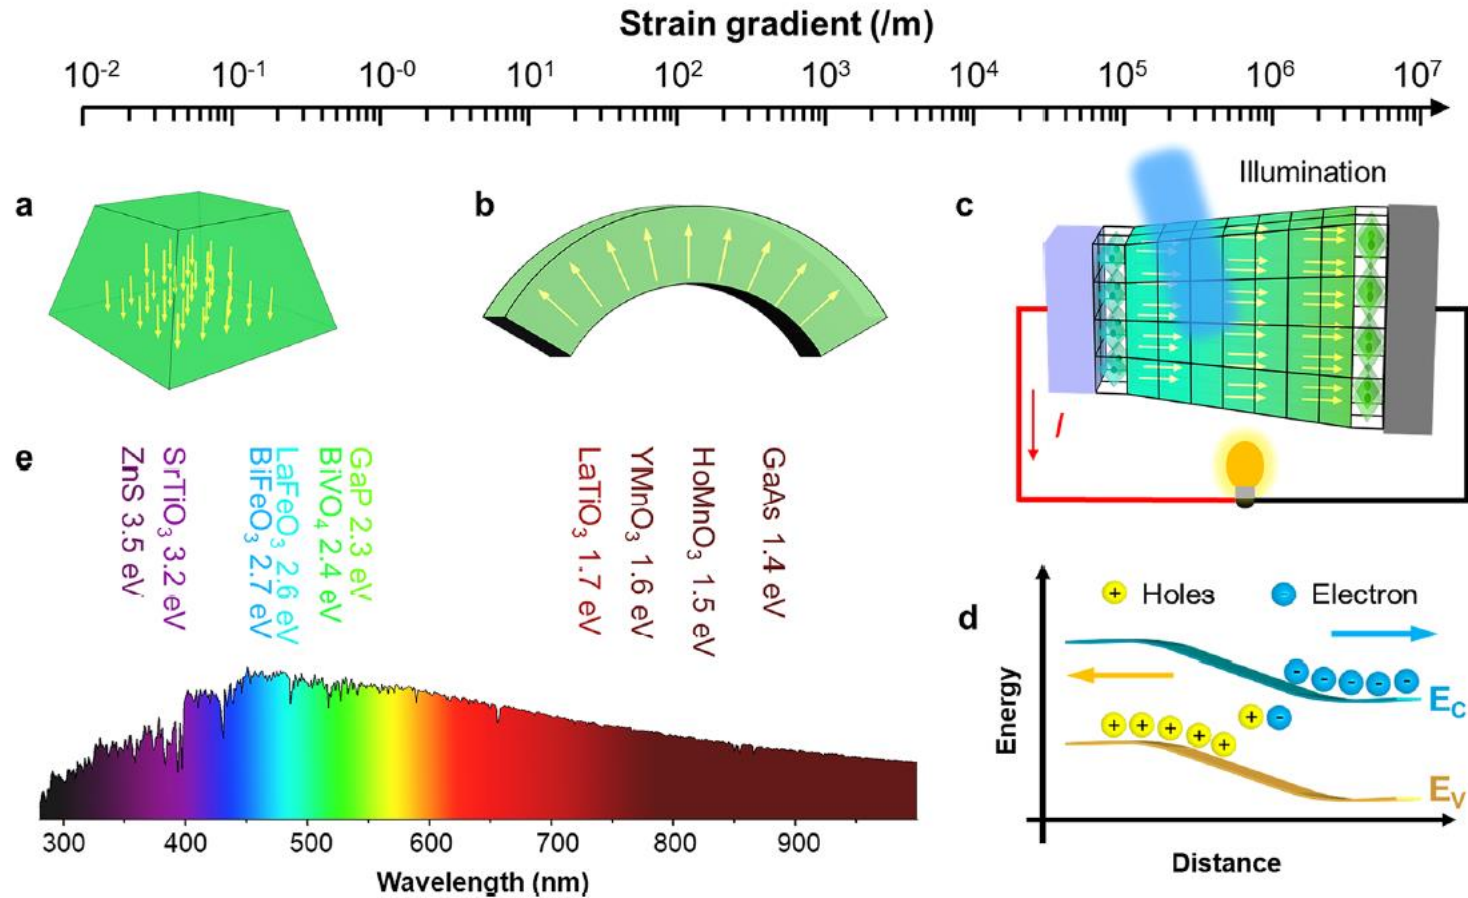 Strain gradient (/m)
10⁻² 10⁻¹ 10⁻⁰ 10¹ 10² 10³ 10⁴ 10⁵ 10⁶ 10⁷
a
b
c
Illumination
I
e
ZnS 3.5 eV
SrTiO₃ 3.2 eV
BiFeO₃ 2.7 eV
LaFeO₃ 2.6 eV
BiVO₄ 2.4 eV
GaP 2.3 eV
LaTiO₃ 1.7 eV
YMnO₃ 1.6 eV
HoMnO₃ 1.5 eV
GaAs 1.4 eV
300 400 500 600 700 800 900
Wavelength (nm)
d
+ Holes - Electron
Energy
- - - - -
E_C
+ + + + + + -
E_V
Distance